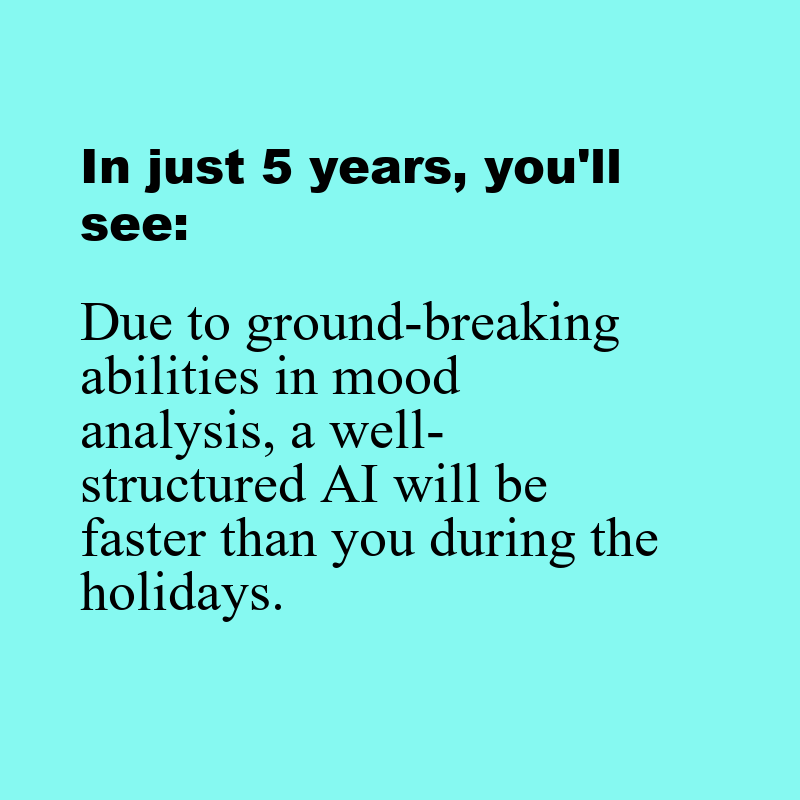 In just 5 years, you'll
see:
Due to ground-breaking
abilities in mood
analysis, a well-
structured AI will be
faster than you during the
holidays.